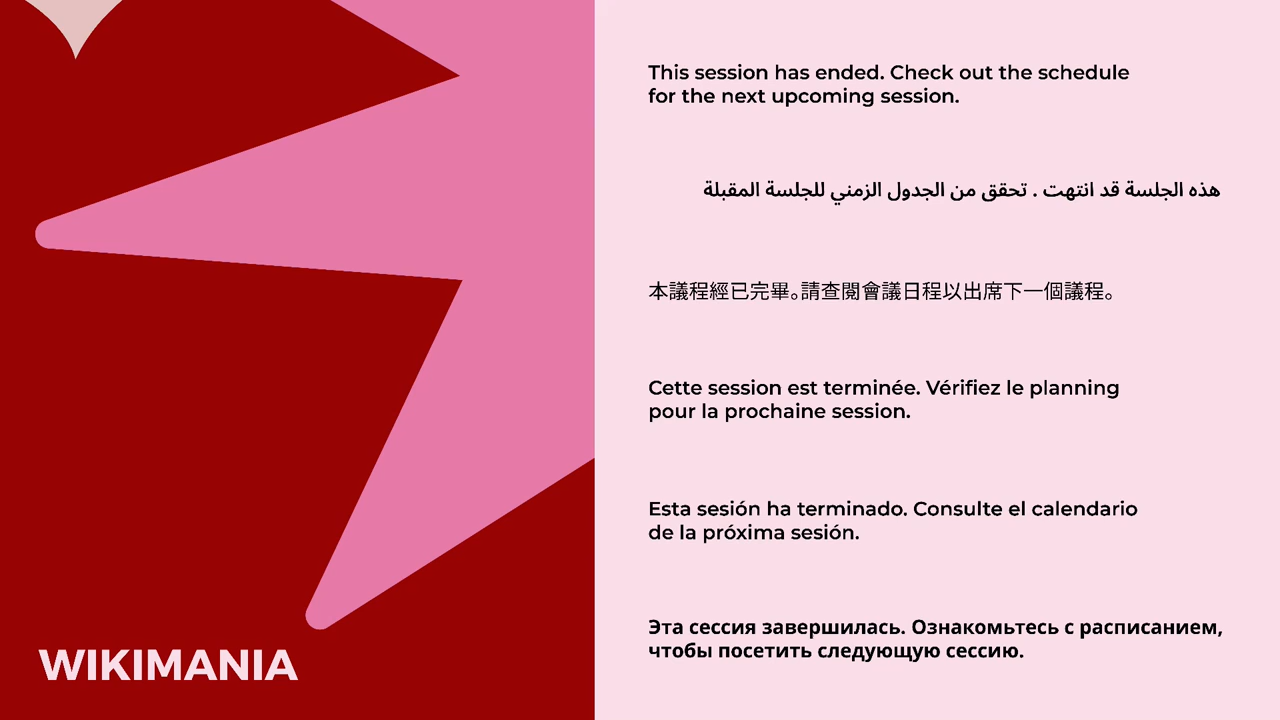 This session has ended. Check out the schedule
for the next upcoming session.
هذه الجلسة قد انتهت . تحقق من الجدول الزمني للجلسة المقبلة
本議程經已完畢。請查閱會議日程以出席下一個議程。
Cette session est terminée. Vérifiez le planning
pour la prochaine session.
Esta sesión ha terminado. Consulte el calendario
de la próxima sesión.
Эта сессия завершилась. Ознакомьтесь с расписанием,
чтобы посетить следующую сессию.
WIKIMANIA